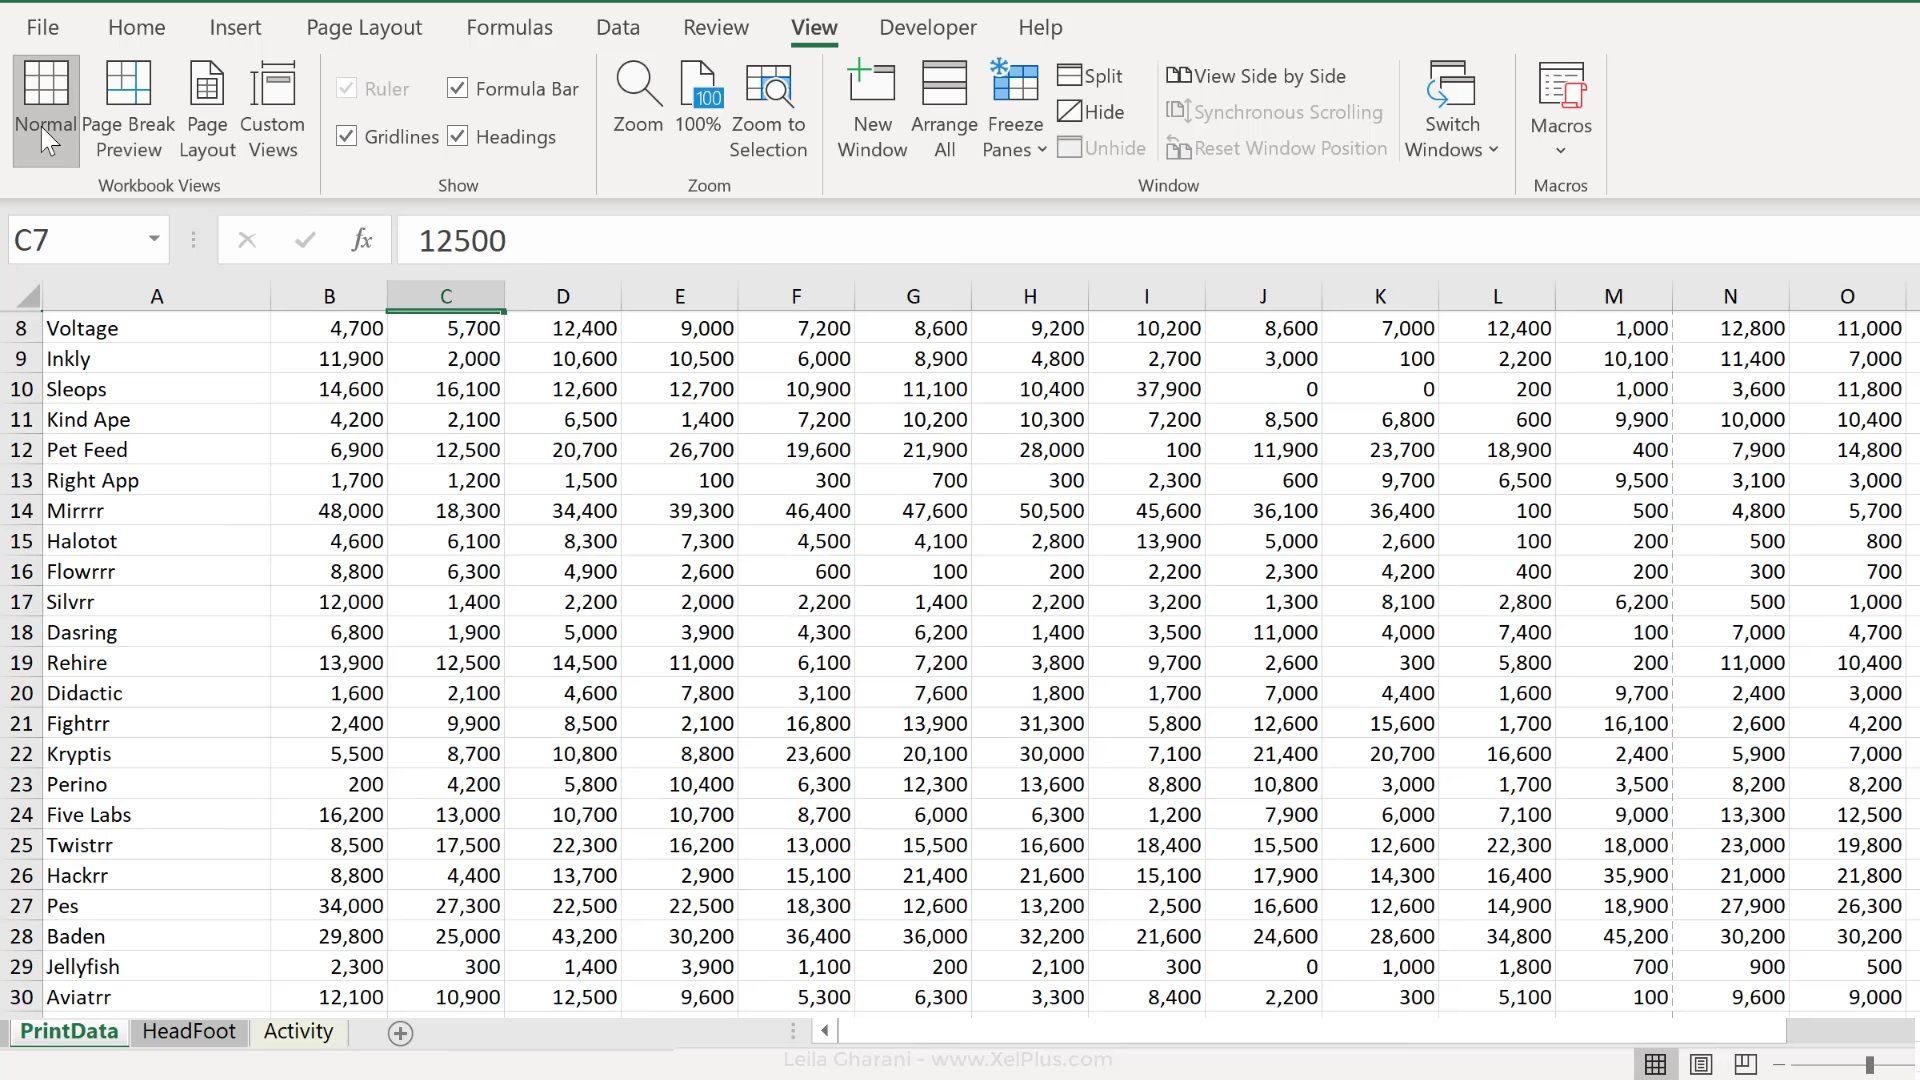 File Home Insert Page Layout Formulas Data Review View Developer Help
Normal Page Break Preview Page Layout Custom Views
Workbook Views
Ruler Formula Bar
Gridlines Headings
Show
Zoom 100 100% Zoom to Selection
Zoom
New Window Arrange All Freeze Panes
Split View Side by Side
Hide Synchronous Scrolling
Unhide Reset Window Position
Switch Windows
Window
Macros
Macros
C7 fx 12500
A B C D E F G H I J K L M N O
8 Voltage 4,700 5,700 12,400 9,000 7,200 8,600 9,200 10,200 8,600 7,000 12,400 1,000 12,800 11,000
9 Inkly 11,900 2,000 10,600 10,500 6,000 8,900 4,800 2,700 3,000 100 2,200 10,100 11,400 7,000
10 Sleops 14,600 16,100 12,600 12,700 10,900 11,100 10,400 37,900 0 0 200 1,000 3,600 11,800
11 Kind Ape 4,200 2,100 6,500 1,400 7,200 10,200 10,300 7,200 8,500 6,800 600 9,900 10,000 10,400
12 Pet Feed 6,900 12,500 20,700 26,700 19,600 21,900 28,000 100 11,900 23,700 18,900 400 7,900 14,800
13 Right App 1,700 1,200 1,500 100 300 700 300 2,300 600 9,700 6,500 9,500 3,100 3,000
14 Mirrrr 48,000 18,300 34,400 39,300 46,400 47,600 50,500 45,600 36,100 36,400 100 500 4,800 5,700
15 Halotot 4,600 6,100 8,300 7,300 4,500 4,100 2,800 13,900 5,000 2,600 100 200 500 800
16 Flowrrr 8,800 6,300 4,900 2,600 600 100 200 2,200 2,300 4,200 400 200 300 700
17 Silvrr 12,000 1,400 2,200 2,000 2,200 1,400 2,200 3,200 1,300 8,100 2,800 6,200 500 1,000
18 Dasring 6,800 1,900 5,000 3,900 4,300 6,200 1,400 3,500 11,000 4,000 7,400 100 7,000 4,700
19 Rehire 13,900 12,500 14,500 11,000 6,100 7,200 3,800 9,700 2,600 300 5,800 200 11,000 10,400
20 Didactic 1,600 2,100 4,600 7,800 3,100 7,600 1,800 1,700 7,000 4,400 1,600 9,700 2,400 3,000
21 Fightrr 2,400 9,900 8,500 2,100 16,800 13,900 31,300 5,800 12,600 15,600 1,700 16,100 2,600 4,200
22 Kryptis 5,500 8,700 10,800 8,800 23,600 20,100 30,000 7,100 21,400 20,700 16,600 2,400 5,900 7,000
23 Perino 200 4,200 5,800 10,400 6,300 12,300 13,600 8,800 10,800 3,000 1,700 3,500 8,200 8,200
24 Five Labs 16,200 13,000 10,700 10,700 8,700 6,000 6,300 1,200 7,900 6,000 7,100 9,000 13,300 12,500
25 Twistrr 8,500 17,500 22,300 16,200 13,000 15,500 16,600 18,400 15,500 12,600 22,300 18,000 23,000 19,800
26 Hackrr 8,800 4,400 13,700 2,900 15,100 21,400 21,600 15,100 17,900 14,300 16,400 35,900 21,000 21,800
27 Pes 34,000 27,300 22,500 22,500 18,300 12,600 13,200 2,500 16,600 12,600 14,900 18,900 27,900 26,300
28 Baden 29,800 25,000 43,200 30,200 36,400 36,000 32,200 21,600 24,600 28,600 34,800 45,200 30,200 30,200
29 Jellyfish 2,300 300 1,400 3,900 1,100 200 2,100 300 0 1,000 1,800 700 900 500
30 Aviatrr 12,100 10,900 12,500 9,600 5,300 6,300 3,300 8,400 2,200 300 5,100 100 9,600 9,000
PrintData HeadFoot Activity
Leila Gharani - www.XelPlus.com